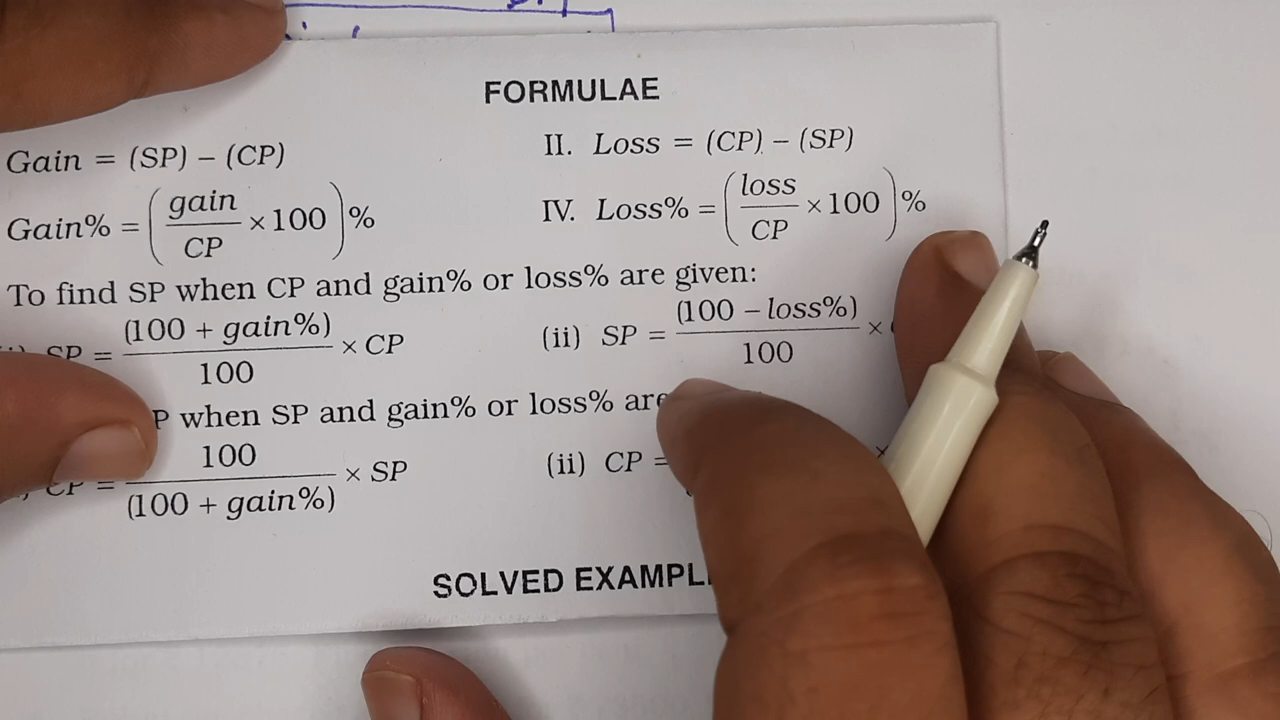 FORMULAE
Gain = (SP) – (CP)
II. Loss = (CP) – (SP)
Gain% = (gain/CP × 100)%
IV. Loss% = (loss/CP × 100)%
To find SP when CP and gain% or loss% are given:
SP = (100 + gain%)/100 × CP
(ii) SP = (100 – loss%)/100 ×
P when SP and gain% or loss% are
CP = 100/(100 + gain%) × SP
(ii) CP =
SOLVED